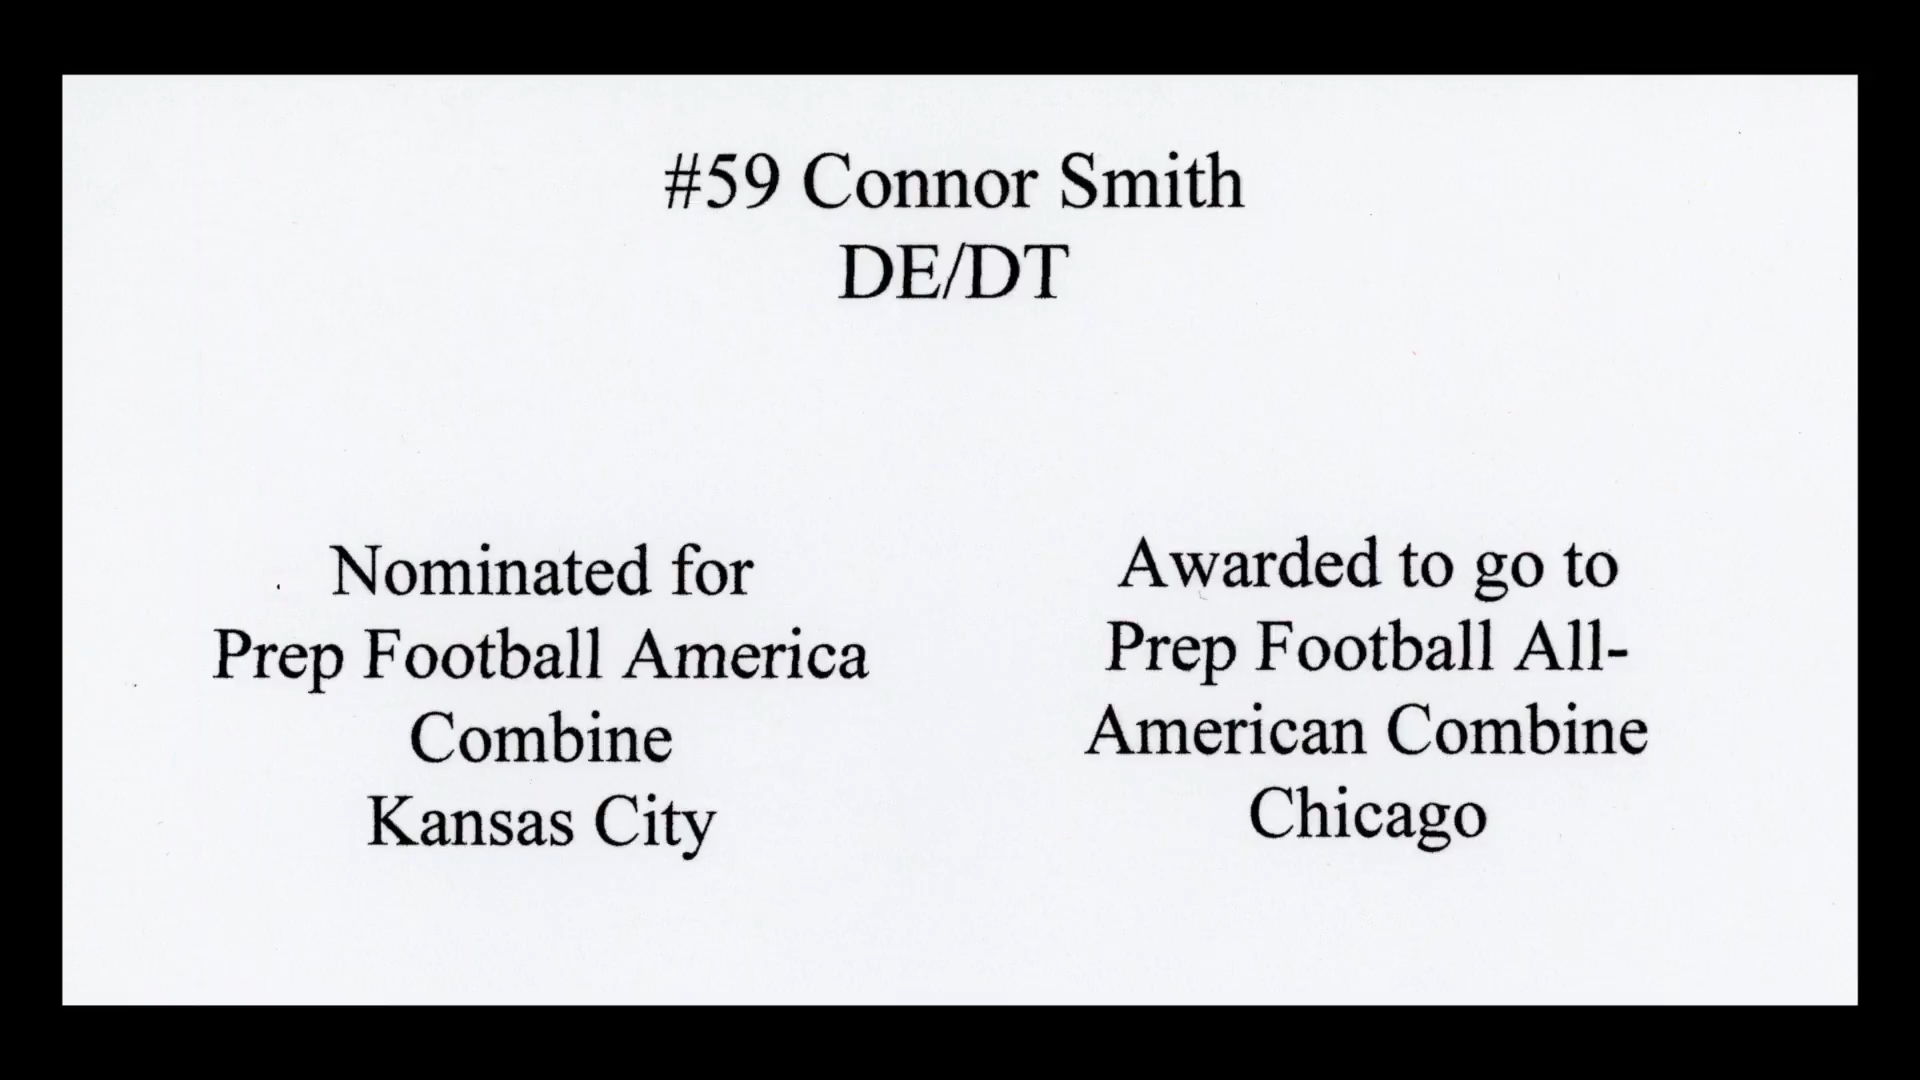 #59 Connor Smith
DE/DT
Nominated for
Prep Football America
Combine
Kansas City
Awarded to go to
Prep Football All-
American Combine
Chicago